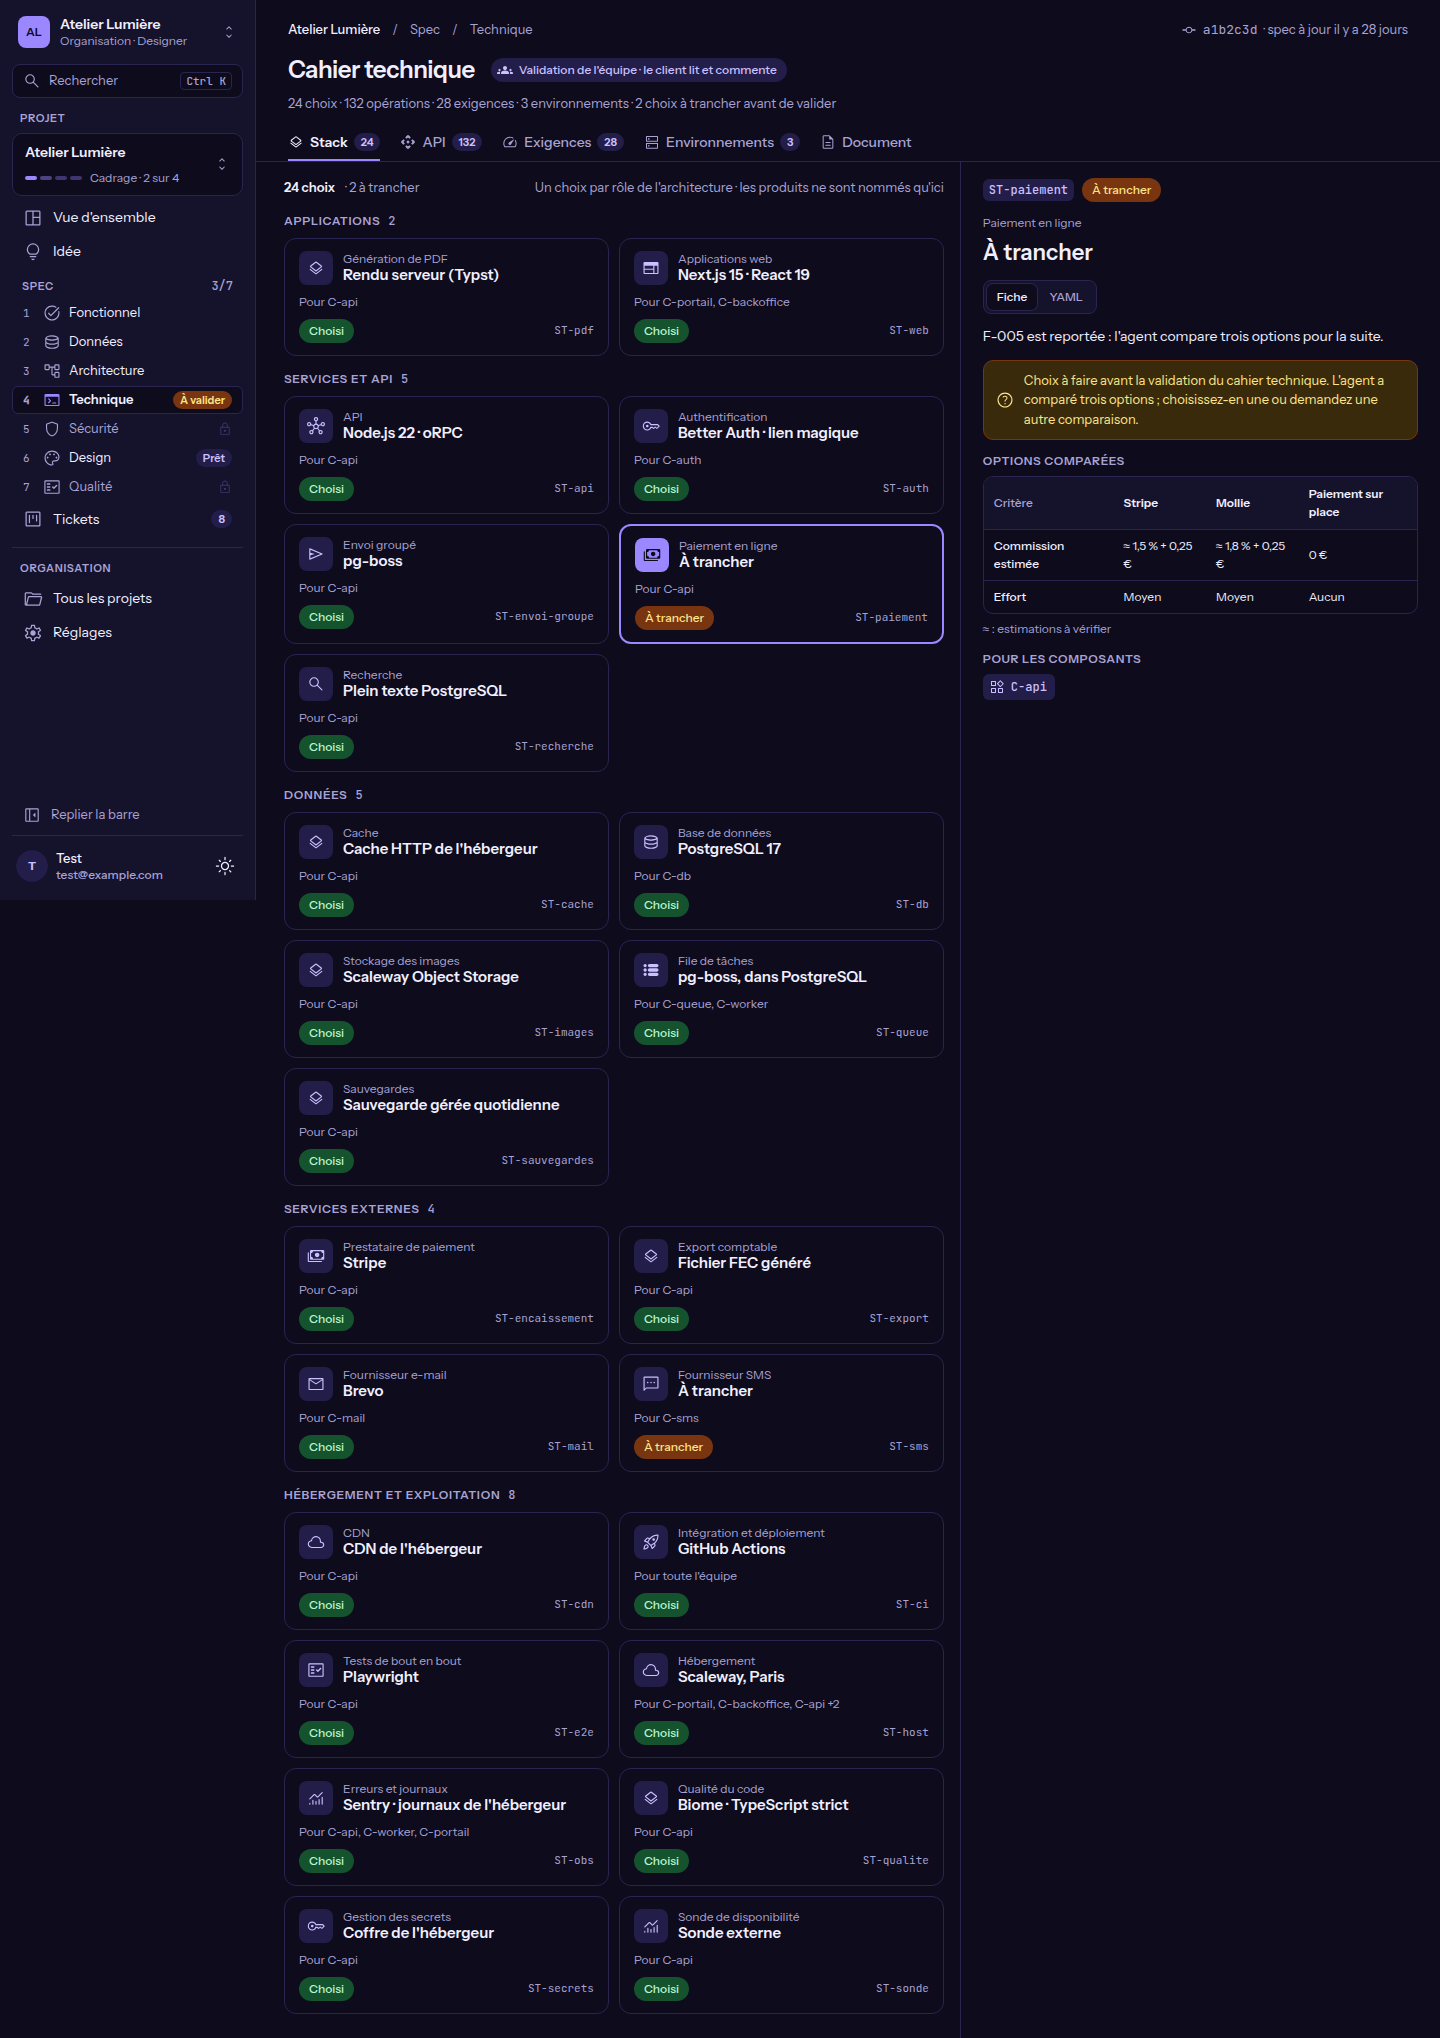 AL
Atelier Lumière
Organisation · Designer
Rechercher
Ctrl K
PROJET
Atelier Lumière
Cadrage · 2 sur 4
Vue d'ensemble
Idée
SPEC 3/7
1 Fonctionnel
2 Données
3 Architecture
4 Technique À valider
5 Sécurité
6 Design Prêt
7 Qualité
Tickets 8
ORGANISATION
Tous les projets
Réglages
Replier la barre
T
Test
test@example.com
Atelier Lumière / Spec / Technique
a1b2c3d · spec à jour il y a 28 jours
Cahier technique
Validation de l'équipe · le client lit et commente
24 choix · 132 opérations · 28 exigences · 3 environnements · 2 choix à trancher avant de valider
Stack 24
API 132
Exigences 28
Environnements 3
Document
24 choix · 2 à trancher
Un choix par rôle de l'architecture · les produits ne sont nommés qu'ici
APPLICATIONS 2
Génération de PDF
Rendu serveur (Typst)
Pour C-api
Choisi ST-pdf
Applications web
Next.js 15 · React 19
Pour C-portail, C-backoffice
Choisi ST-web
SERVICES ET API 5
API
Node.js 22 · oRPC
Pour C-api
Choisi ST-api
Authentification
Better Auth · lien magique
Pour C-auth
Choisi ST-auth
Envoi groupé
pg-boss
Pour C-api
Choisi ST-envoi-groupe
Paiement en ligne
À trancher
Pour C-api
À trancher ST-paiement
Recherche
Plein texte PostgreSQL
Pour C-api
Choisi ST-recherche
DONNÉES 5
Cache
Cache HTTP de l'hébergeur
Pour C-api
Choisi ST-cache
Base de données
PostgreSQL 17
Pour C-db
Choisi ST-db
Stockage des images
Scaleway Object Storage
Pour C-api
Choisi ST-images
File de tâches
pg-boss, dans PostgreSQL
Pour C-queue, C-worker
Choisi ST-queue
Sauvegardes
Sauvegarde gérée quotidienne
Pour C-api
Choisi ST-sauvegardes
SERVICES EXTERNES 4
Prestataire de paiement
Stripe
Pour C-api
Choisi ST-encaissement
Export comptable
Fichier FEC généré
Pour C-api
Choisi ST-export
Fournisseur e-mail
Brevo
Pour C-mail
Choisi ST-mail
Fournisseur SMS
À trancher
Pour C-sms
À trancher ST-sms
HÉBERGEMENT ET EXPLOITATION 8
CDN
CDN de l'hébergeur
Pour C-api
Choisi ST-cdn
Intégration et déploiement
GitHub Actions
Pour toute l'équipe
Choisi ST-ci
Tests de bout en bout
Playwright
Pour C-api
Choisi ST-e2e
Hébergement
Scaleway, Paris
Pour C-portail, C-backoffice, C-api +2
Choisi ST-host
Erreurs et journaux
Sentry · journaux de l'hébergeur
Pour C-api, C-worker, C-portail
Choisi ST-obs
Qualité du code
Biome · TypeScript strict
Pour C-api
Choisi ST-qualite
Gestion des secrets
Coffre de l'hébergeur
Pour C-api
Choisi ST-secrets
Sonde de disponibilité
Sonde externe
Pour C-api
Choisi ST-sonde
ST-paiement À trancher
Paiement en ligne
À trancher
Fiche YAML
F-005 est reportée : l'agent compare trois options pour la suite.
Choix à faire avant la validation du cahier technique. L'agent a
comparé trois options ; choisissez-en une ou demandez une
autre comparaison.
OPTIONS COMPARÉES
Critère Stripe Mollie Paiement sur place
Commission estimée ≈ 1,5 % + 0,25 € ≈ 1,8 % + 0,25 € 0 €
Effort Moyen Moyen Aucun
≈ : estimations à vérifier
POUR LES COMPOSANTS
C-api